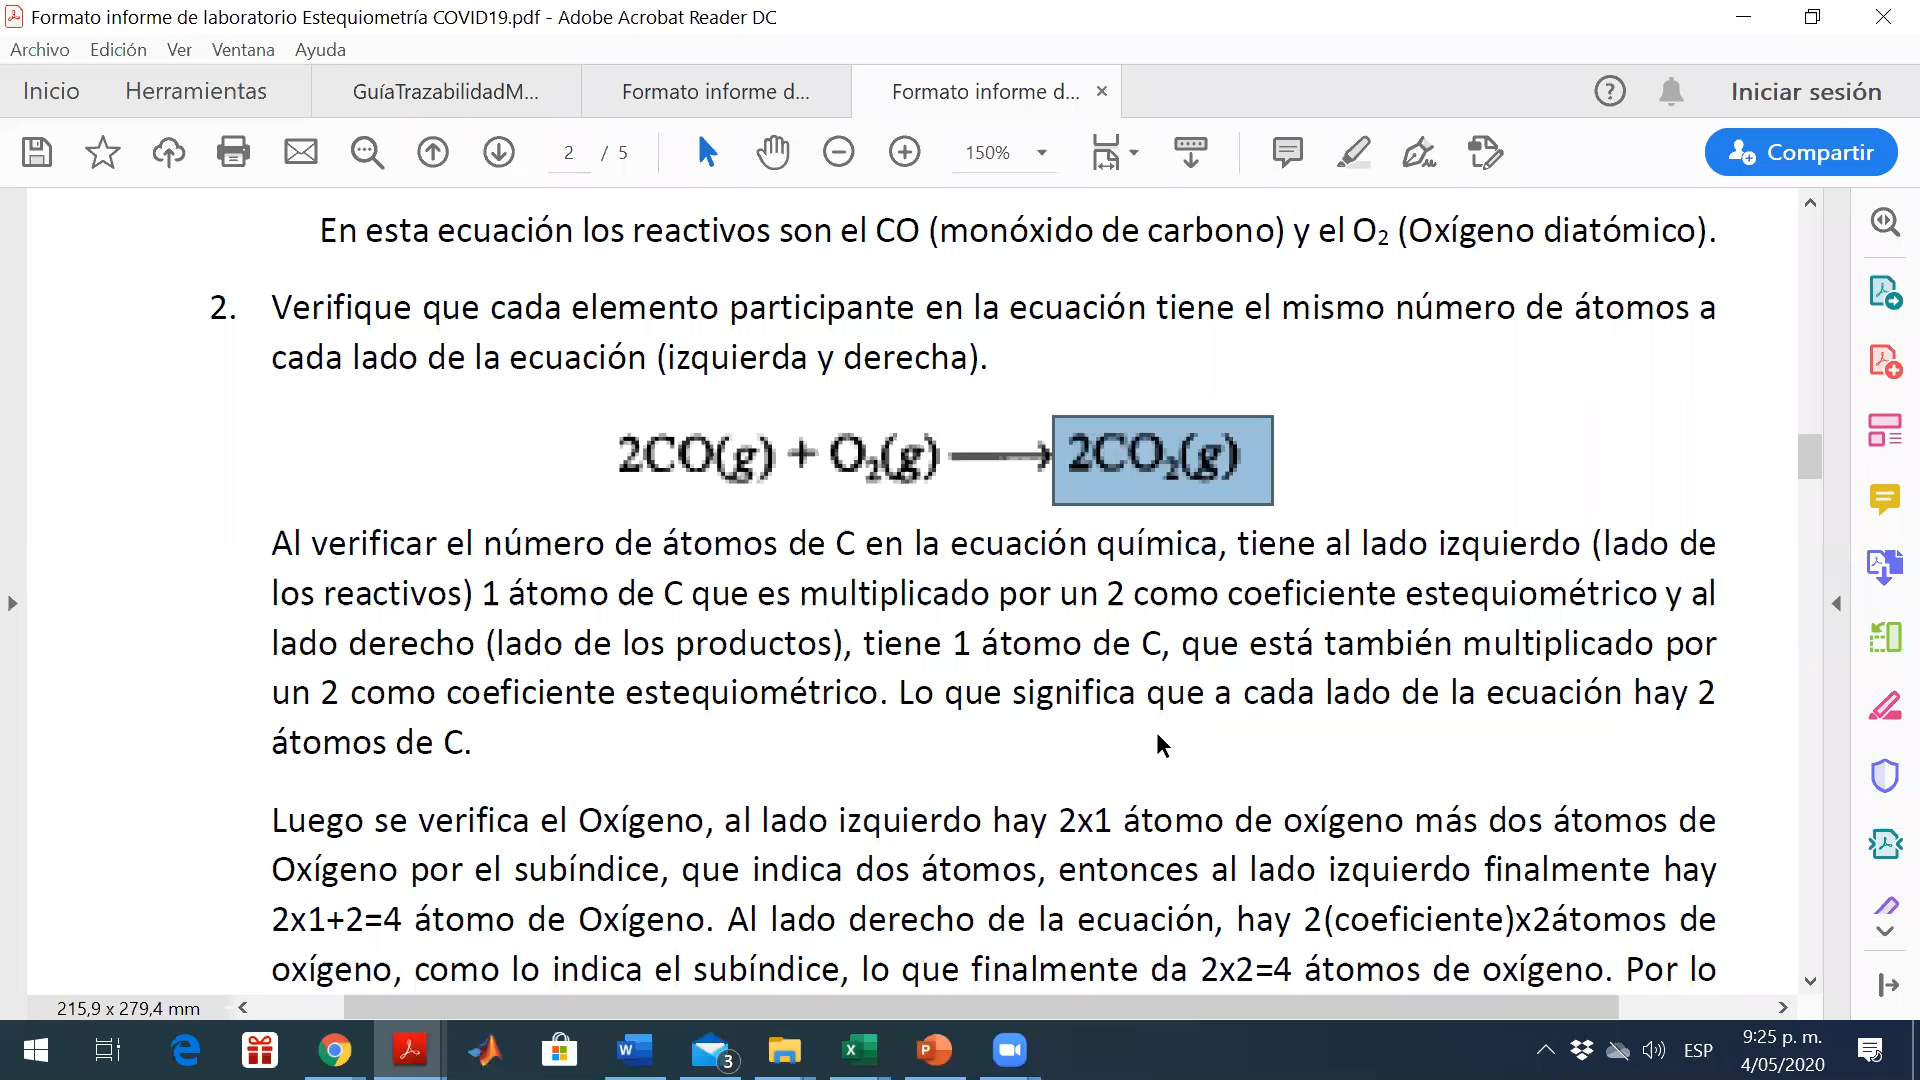 Formato informe de laboratorio Estequiometría COVID19.pdf - Adobe Acrobat Reader DC
Archivo Edición Ver Ventana Ayuda
Inicio Herramientas GuíaTrazabilidadM... Formato informe d... Formato informe d... Iniciar sesión
2 / 5 150% Compartir
En esta ecuación los reactivos son el CO (monóxido de carbono) y el O₂ (Oxígeno diatómico).
2. Verifique que cada elemento participante en la ecuación tiene el mismo número de átomos a
cada lado de la ecuación (izquierda y derecha).
2CO(g) + O₂(g) ⟶ 2CO₂(g)
Al verificar el número de átomos de C en la ecuación química, tiene al lado izquierdo (lado de
los reactivos) 1 átomo de C que es multiplicado por un 2 como coeficiente estequiométrico y al
lado derecho (lado de los productos), tiene 1 átomo de C, que está también multiplicado por
un 2 como coeficiente estequiométrico. Lo que significa que a cada lado de la ecuación hay 2
átomos de C.
Luego se verifica el Oxígeno, al lado izquierdo hay 2x1 átomo de oxígeno más dos átomos de
Oxígeno por el subíndice, que indica dos átomos, entonces al lado izquierdo finalmente hay
2x1+2=4 átomo de Oxígeno. Al lado derecho de la ecuación, hay 2(coeficiente)x2átomos de
oxígeno, como lo indica el subíndice, lo que finalmente da 2x2=4 átomos de oxígeno. Por lo
215,9 x 279,4 mm
3
ESP
9:25 p. m.
4/05/2020